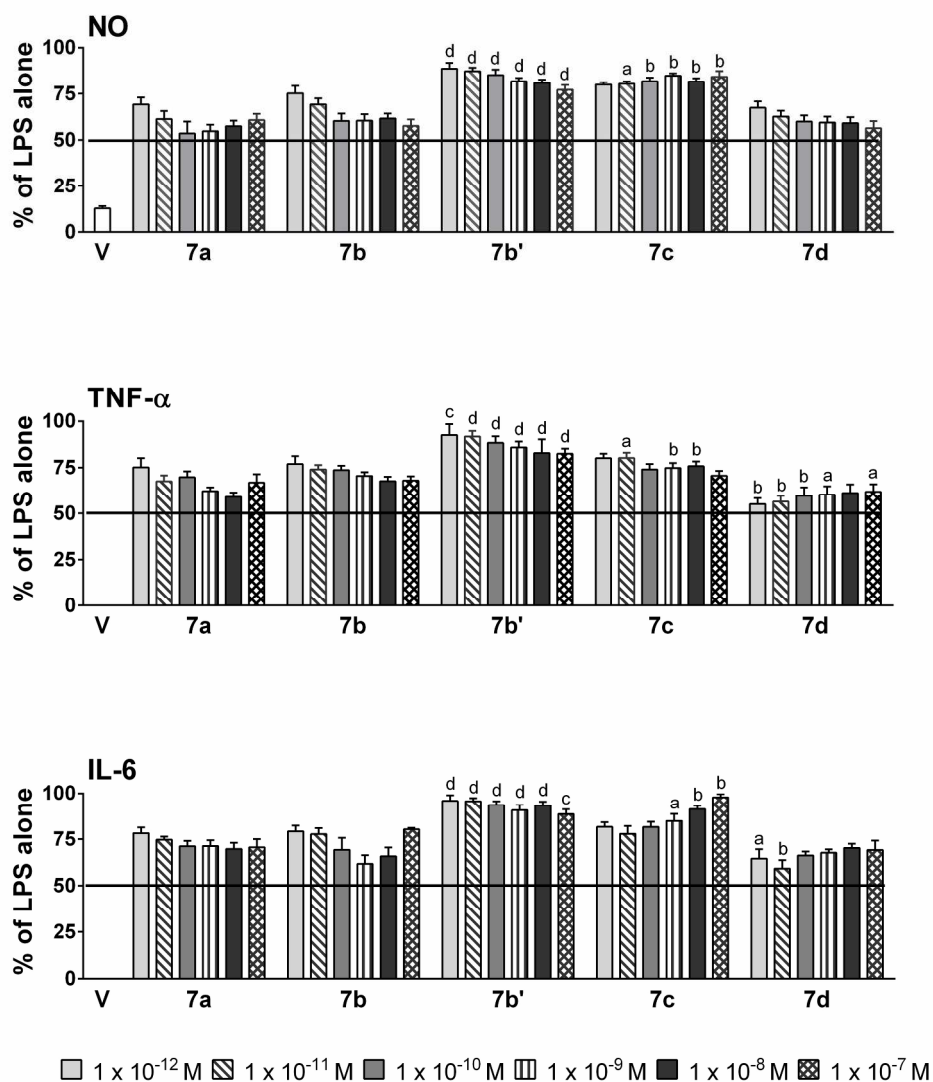 NO
% of LPS alone
100
75
50
25
0
d d d d d d
a b b b b
V 7a 7b 7b' 7c 7d
TNF-α
% of LPS alone
100
75
50
25
0
c d d d d d
a b b
b b b a a
V 7a 7b 7b' 7c 7d
IL-6
% of LPS alone
100
75
50
25
0
d d d d d c
a b b
a b
V 7a 7b 7b' 7c 7d
1 x 10⁻¹² M 1 x 10⁻¹¹ M 1 x 10⁻¹⁰ M 1 x 10⁻⁹ M 1 x 10⁻⁸ M 1 x 10⁻⁷ M